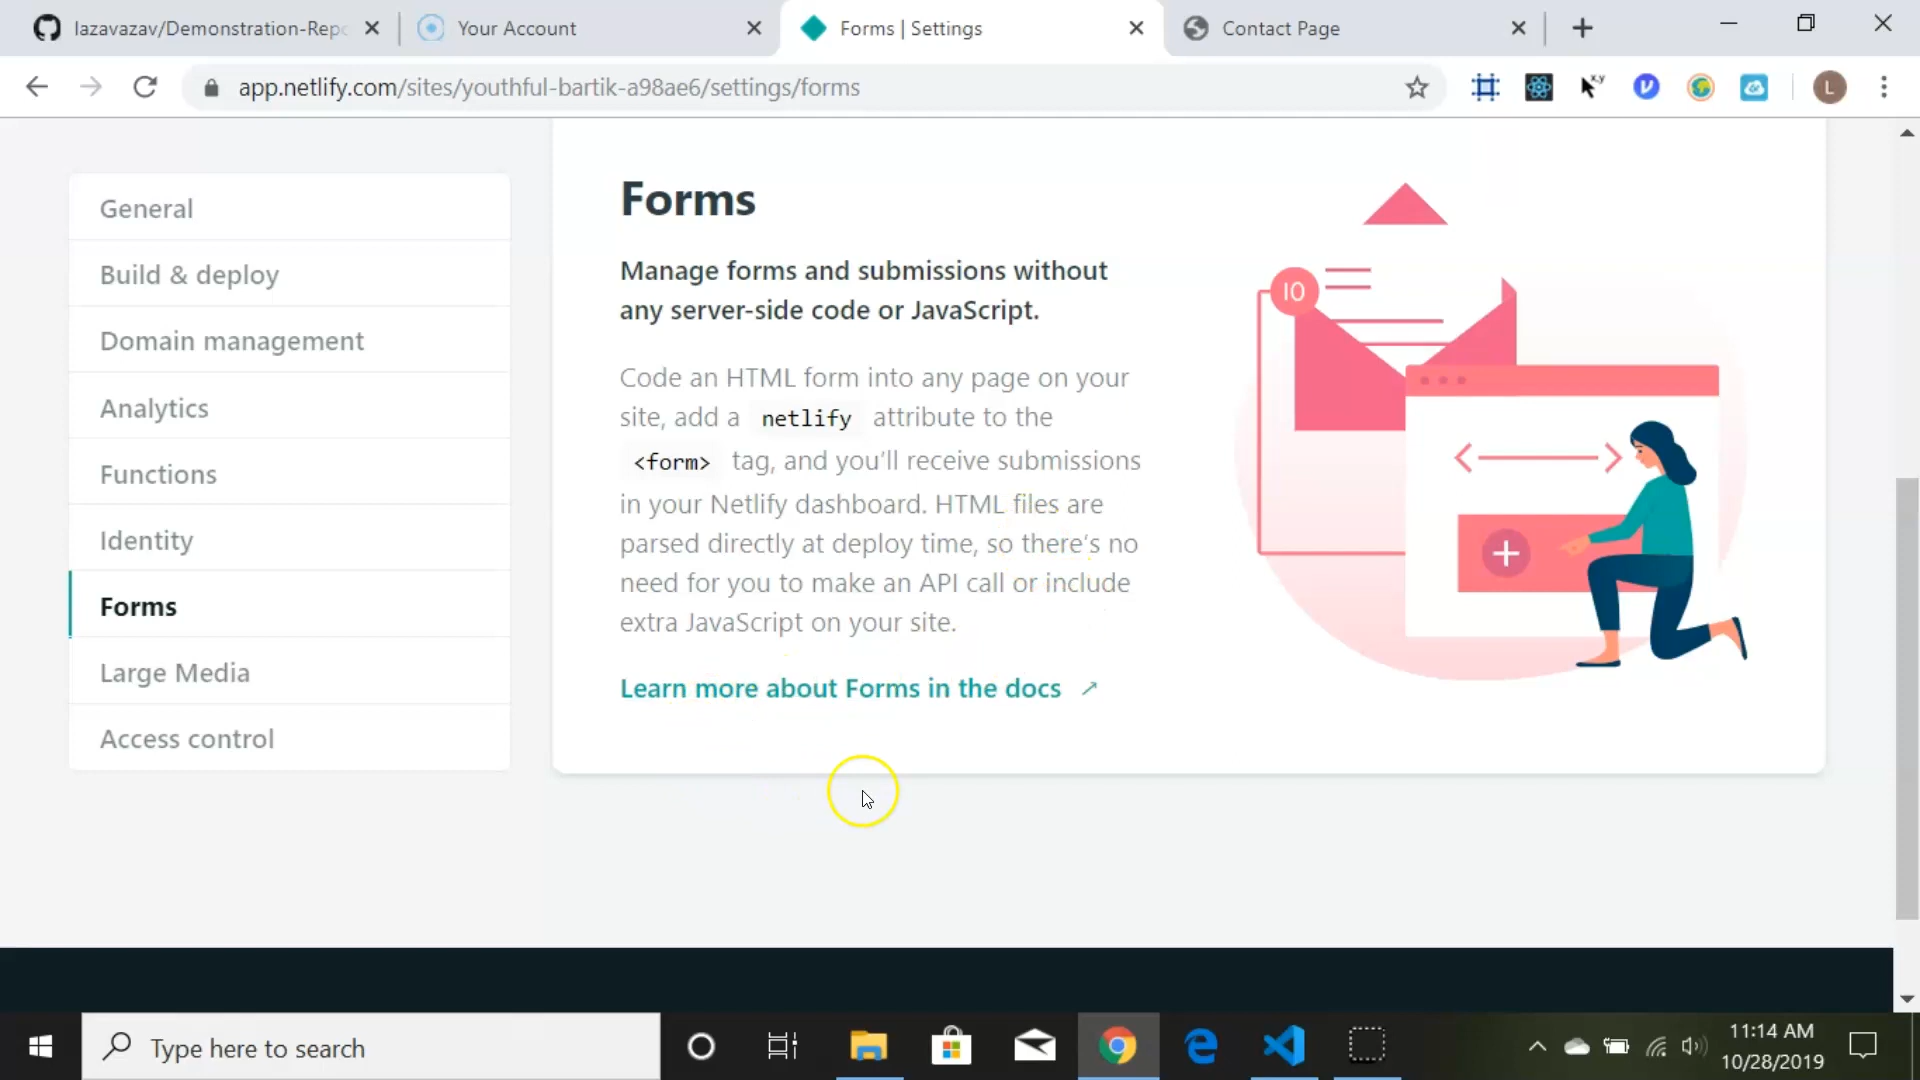 lazavazav/Demonstration-Repo
Your Account
Forms | Settings
Contact Page
app.netlify.com/sites/youthful-bartik-a98ae6/settings/forms
L
General
Build & deploy
Domain management
Analytics
Functions
Identity
Forms
Large Media
Access control
Forms
Manage forms and submissions without
any server-side code or JavaScript.
Code an HTML form into any page on your
site, add a netlify attribute to the
<form> tag, and you’ll receive submissions
in your Netlify dashboard. HTML files are
parsed directly at deploy time, so there’s no
need for you to make an API call or include
extra JavaScript on your site.
Learn more about Forms in the docs
10
Type here to search
11:14 AM
10/28/2019